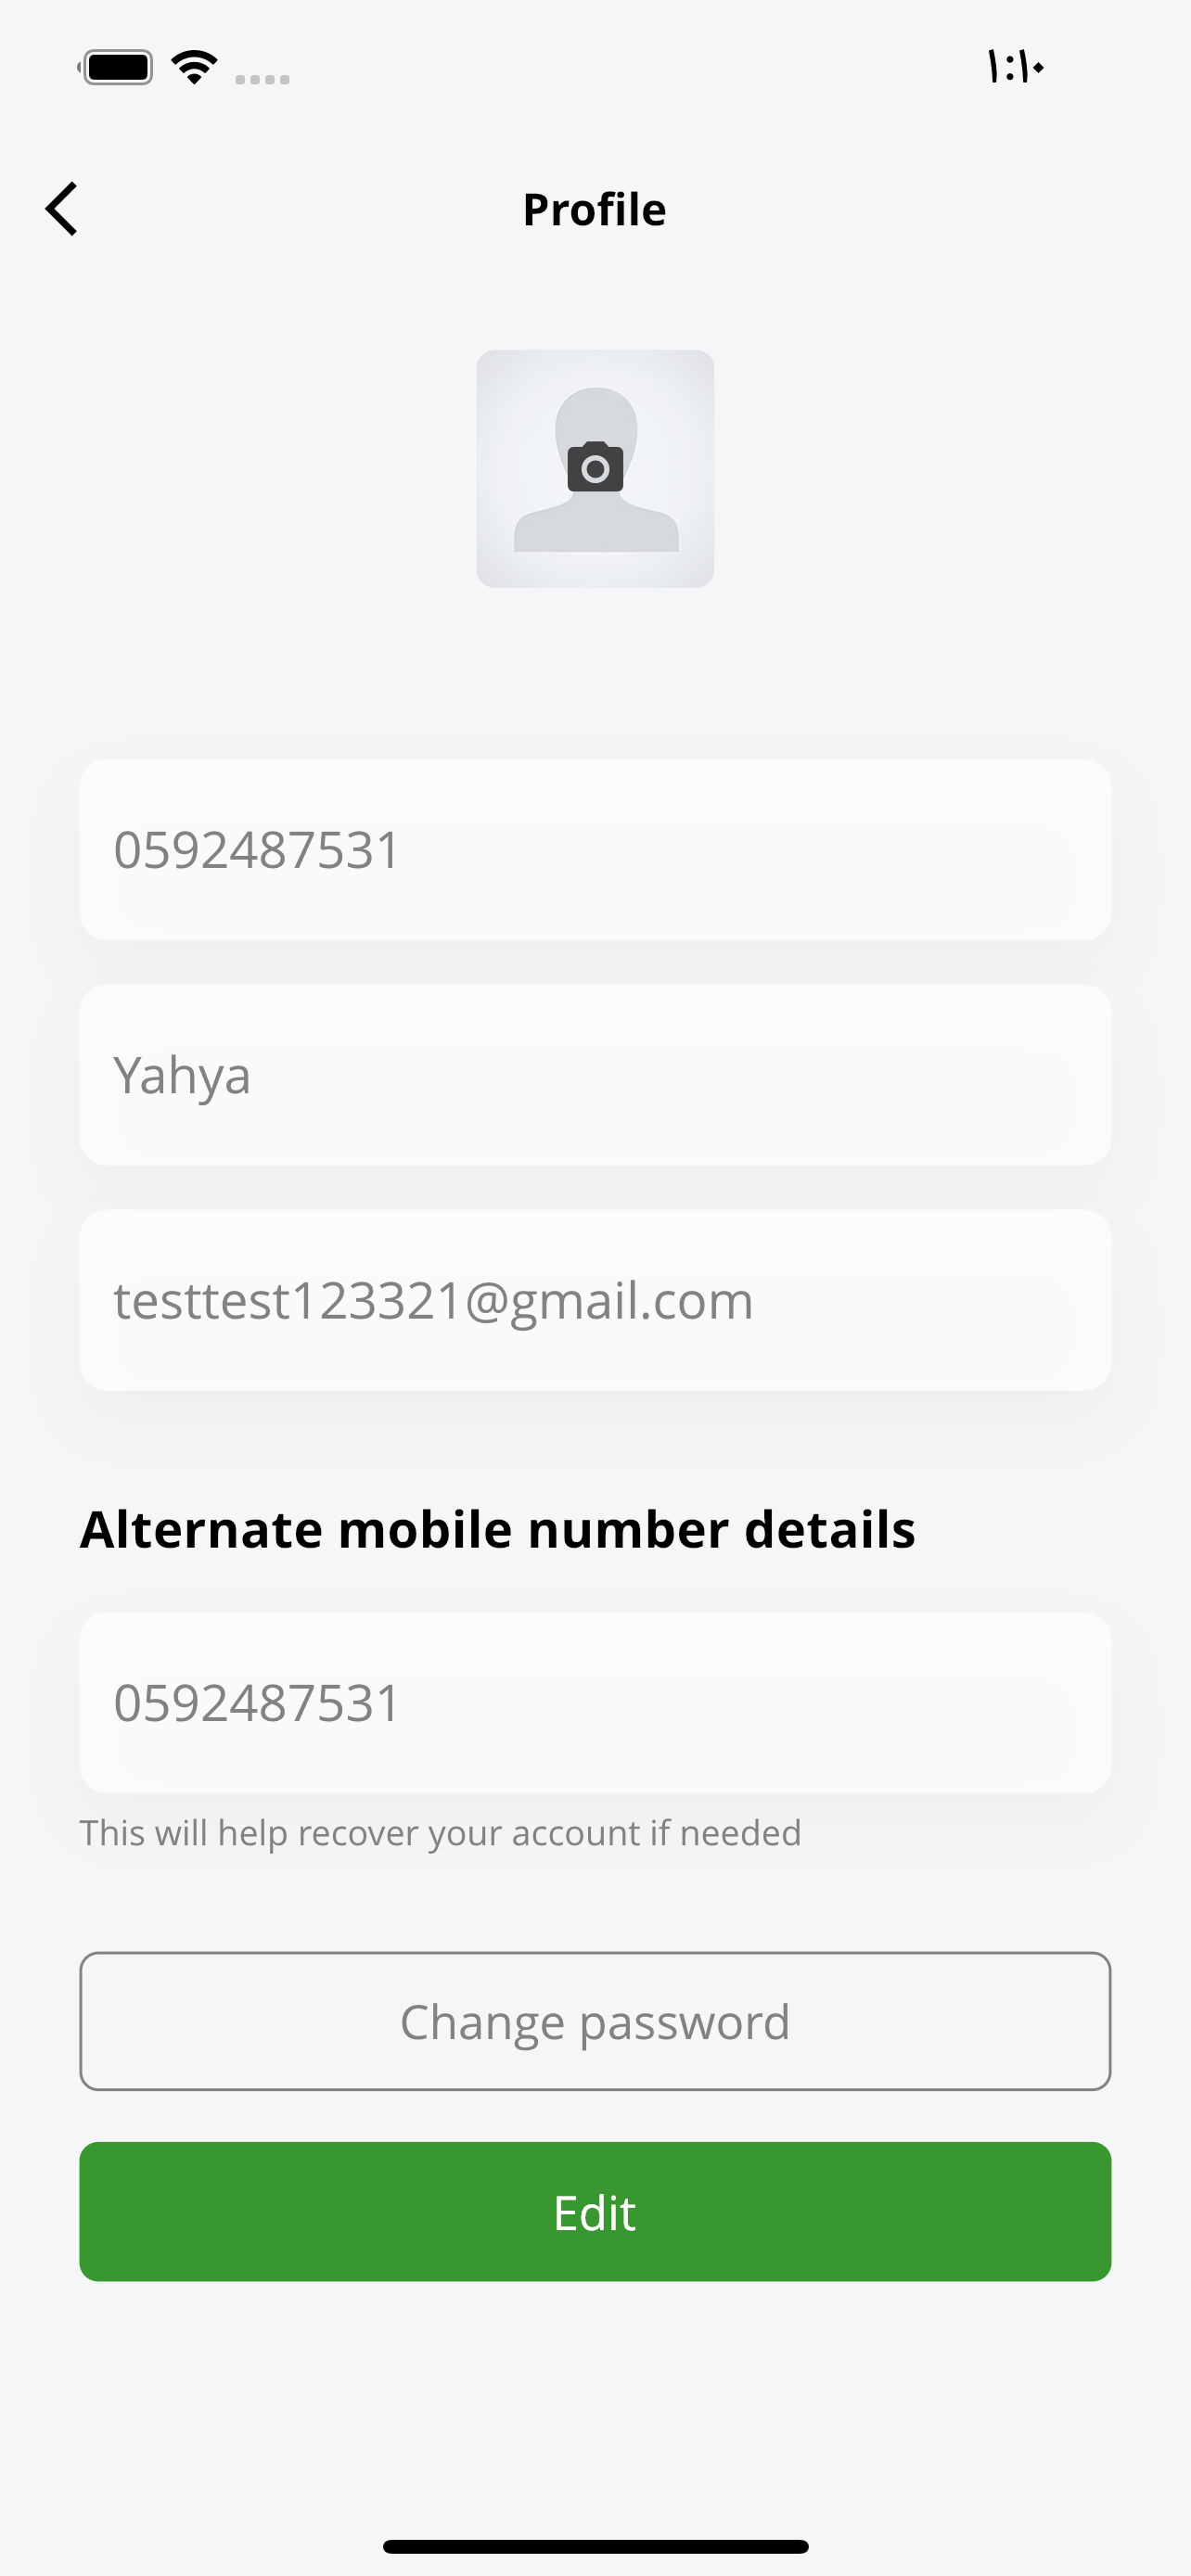 ١:١٠
Profile
0592487531
Yahya
testtest123321@gmail.com
Alternate mobile number details
0592487531
This will help recover your account if needed
Change password
Edit